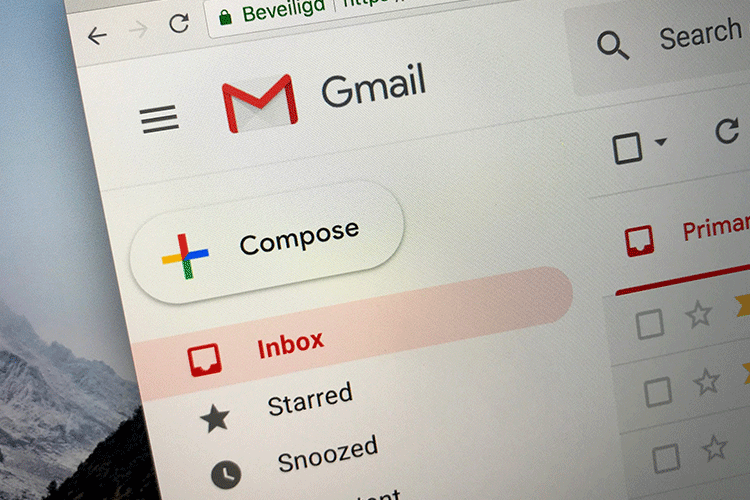 Beveiligd
Gmail
Search
Compose
Inbox
Starred
Snoozed